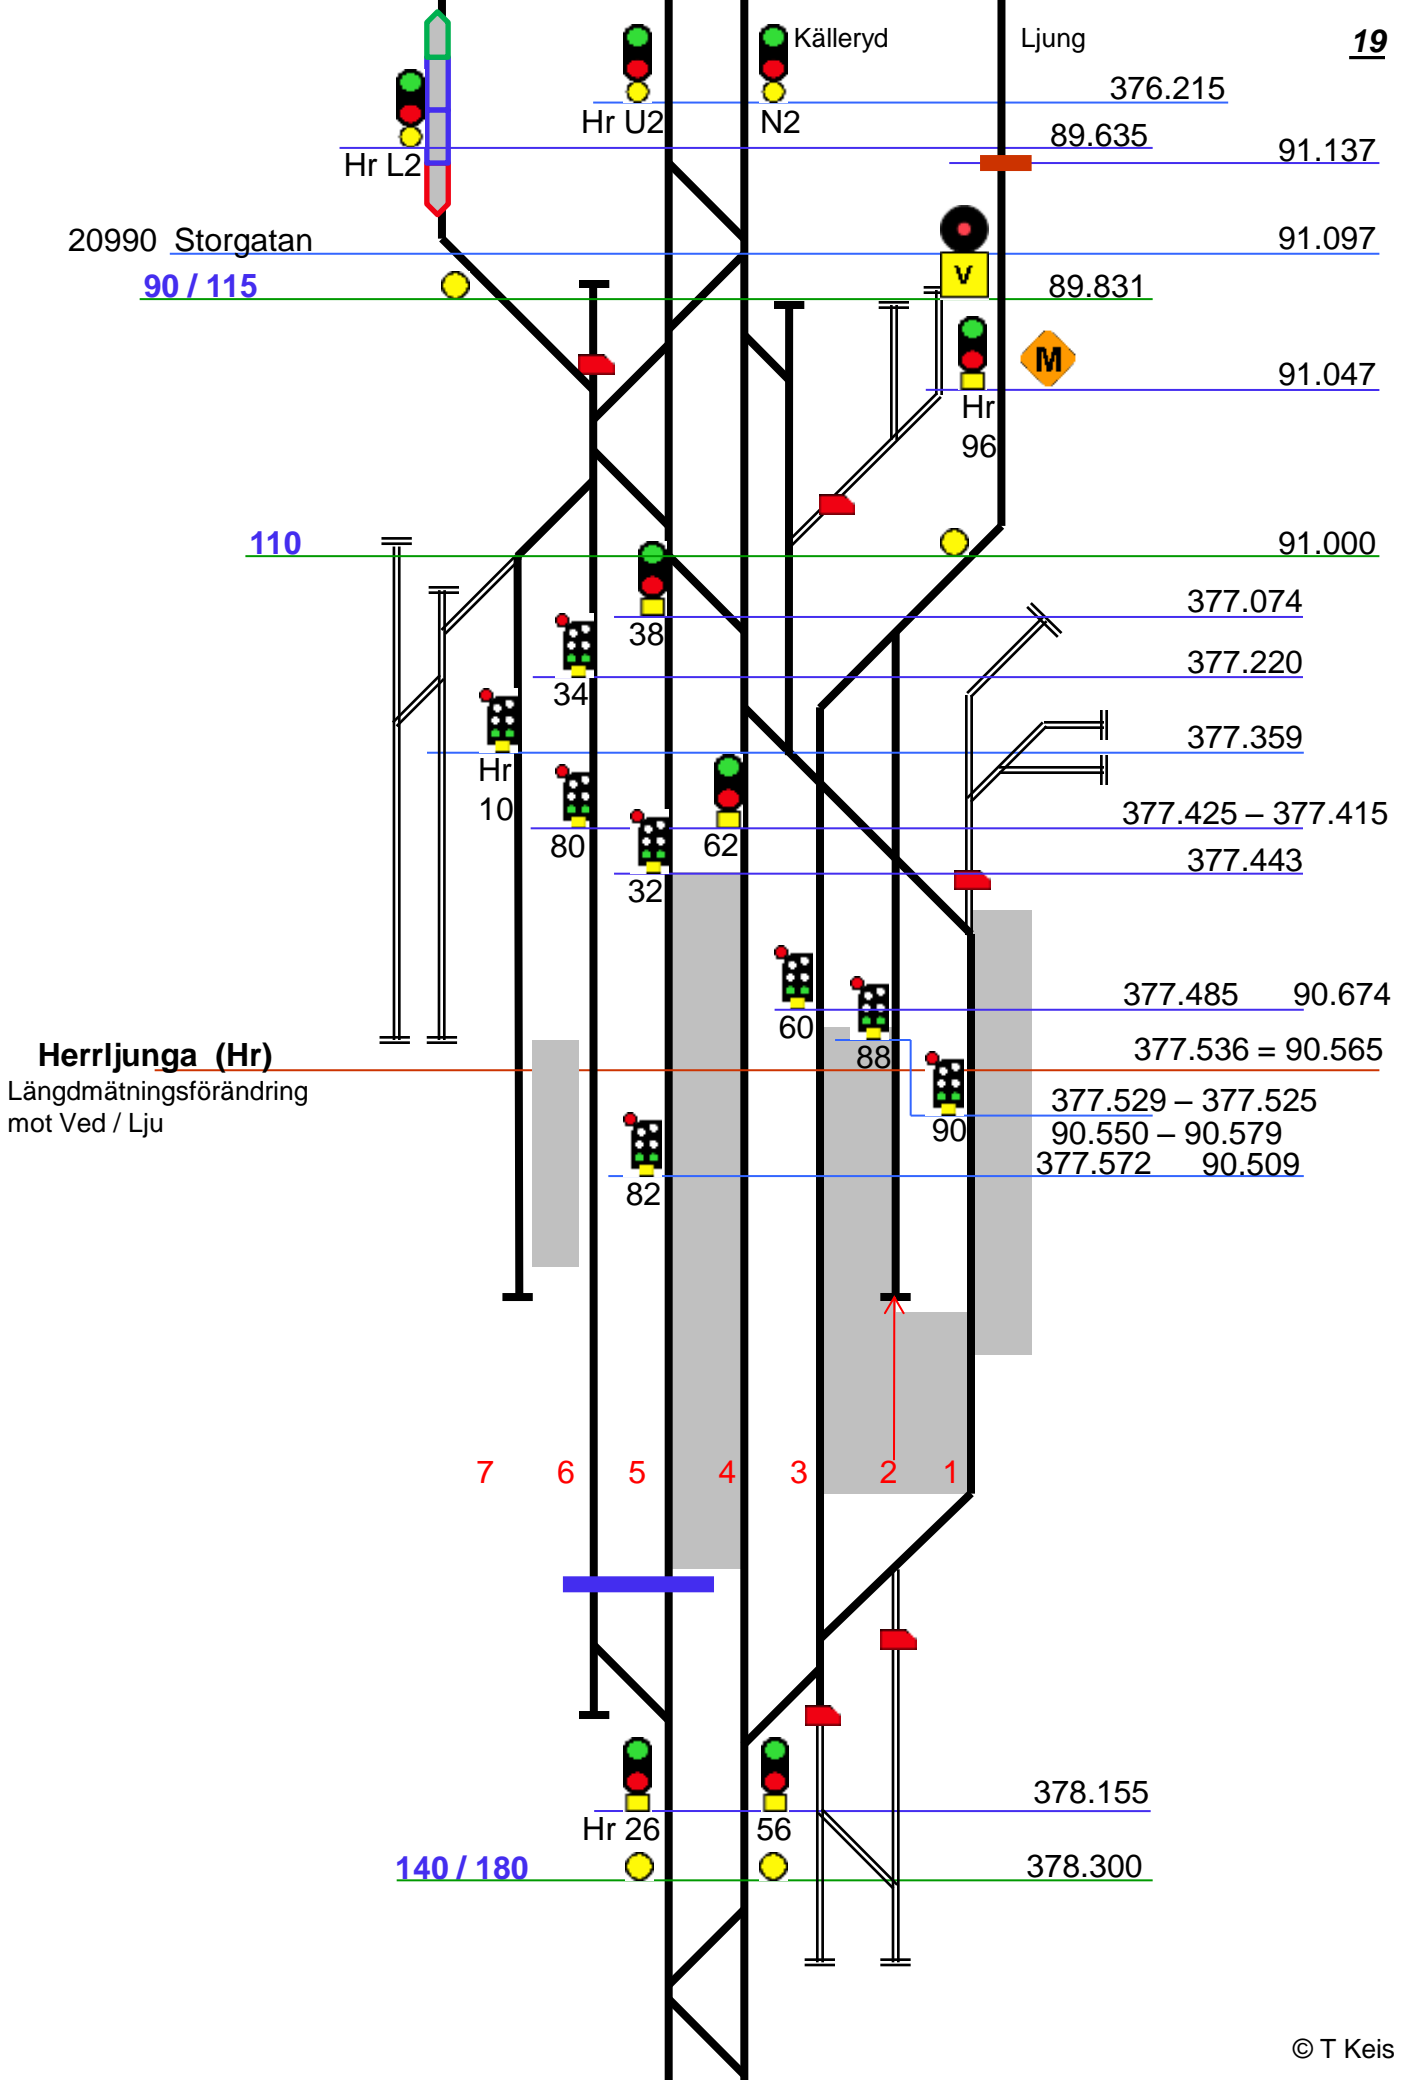 Källeryd Ljung 19
376.215
Hr U2 N2
89.635
91.137
Hr L2
20990 Storgatan 91.097
V
90 / 115 89.831
M
91.047
Hr
96
110 91.000
377.074
38
377.220
34
377.359
Hr
10
377.425 – 377.415
80 62
377.443
32
377.485 90.674
60
Herrljunga (Hr) 88 377.536 = 90.565
Längdmätningsförändring
mot Ved / Lju
377.529 – 377.525
90 90.550 – 90.579
377.572 90.509
82
7 6 5 4 3 2 1
378.155
Hr 26 56
140 / 180 378.300
© T Keis